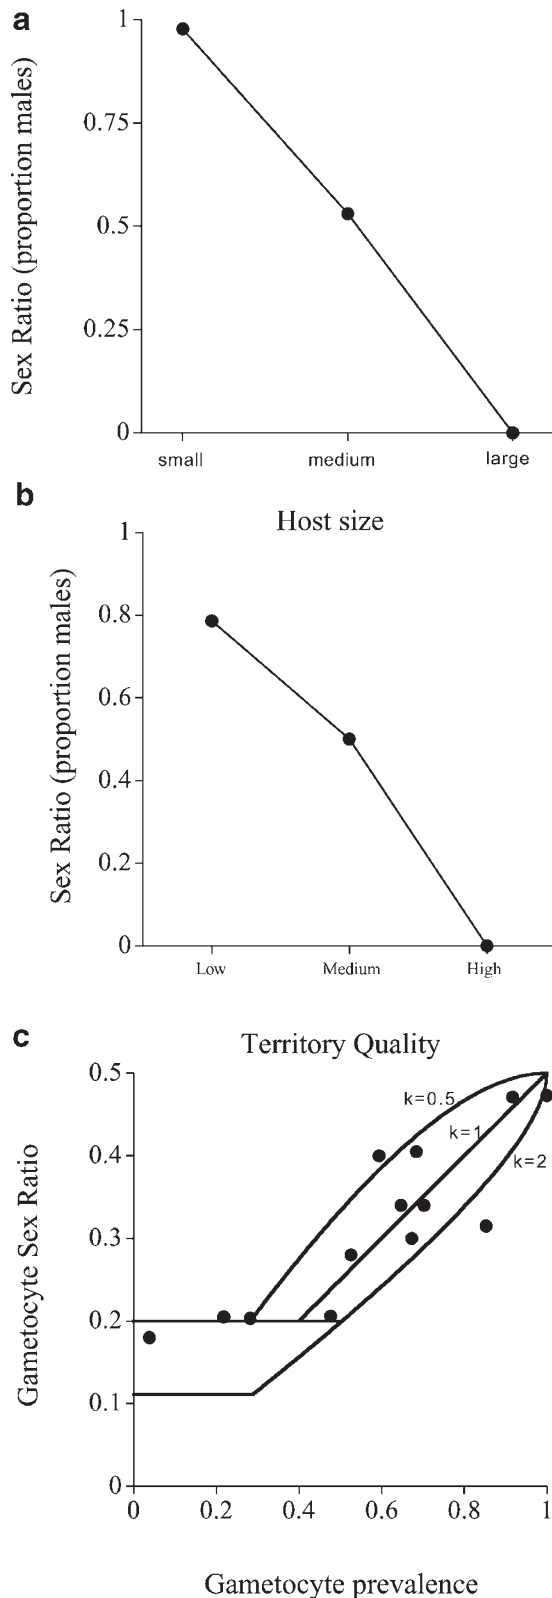 a
Sex Ratio (proportion males)
1
0.75
0.5
0.25
0
small medium large
Host size
b
Sex Ratio (proportion males)
1
0.8
0.6
0.4
0.2
0
Low Medium High
Territory Quality
c
Gametocyte Sex Ratio
0.5
0.4
0.3
0.2
0.1
0
k=0.5
k=1
k=2
0 0.2 0.4 0.6 0.8 1
Gametocyte prevalence